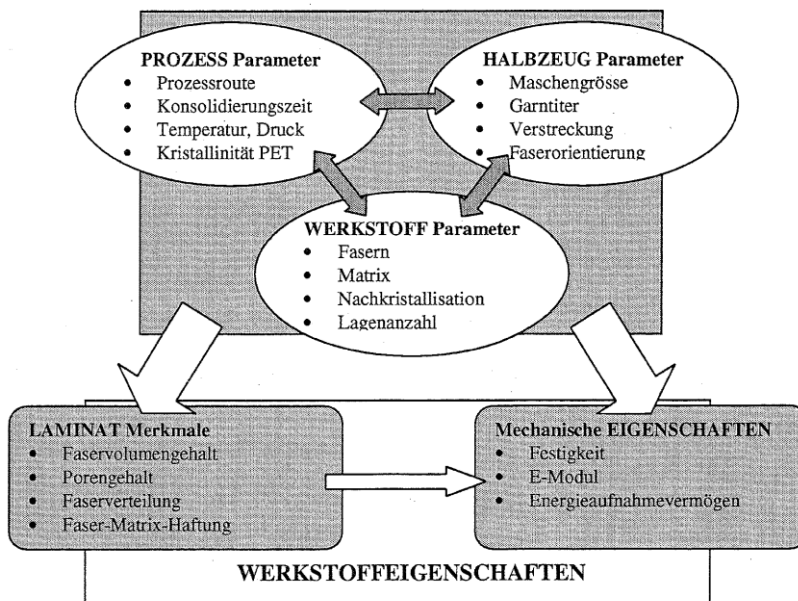 PROZESS Parameter
• Prozessroute
• Konsolidierungszeit
• Temperatur, Druck
• Kristallinität PET
HALBZEUG Parameter
• Maschengrösse
• Garntiter
• Verstreckung
• Faserorientierung
WERKSTOFF Parameter
• Fasern
• Matrix
• Nachkristallisation
• Lagenanzahl
LAMINAT Merkmale
• Faservolumengehalt
• Porengehalt
• Faserverteilung
• Faser-Matrix-Haftung
Mechanische EIGENSCHAFTEN
• Festigkeit
• E-Modul
• Energieaufnahmevermögen
WERKSTOFFEIGENSCHAFTEN